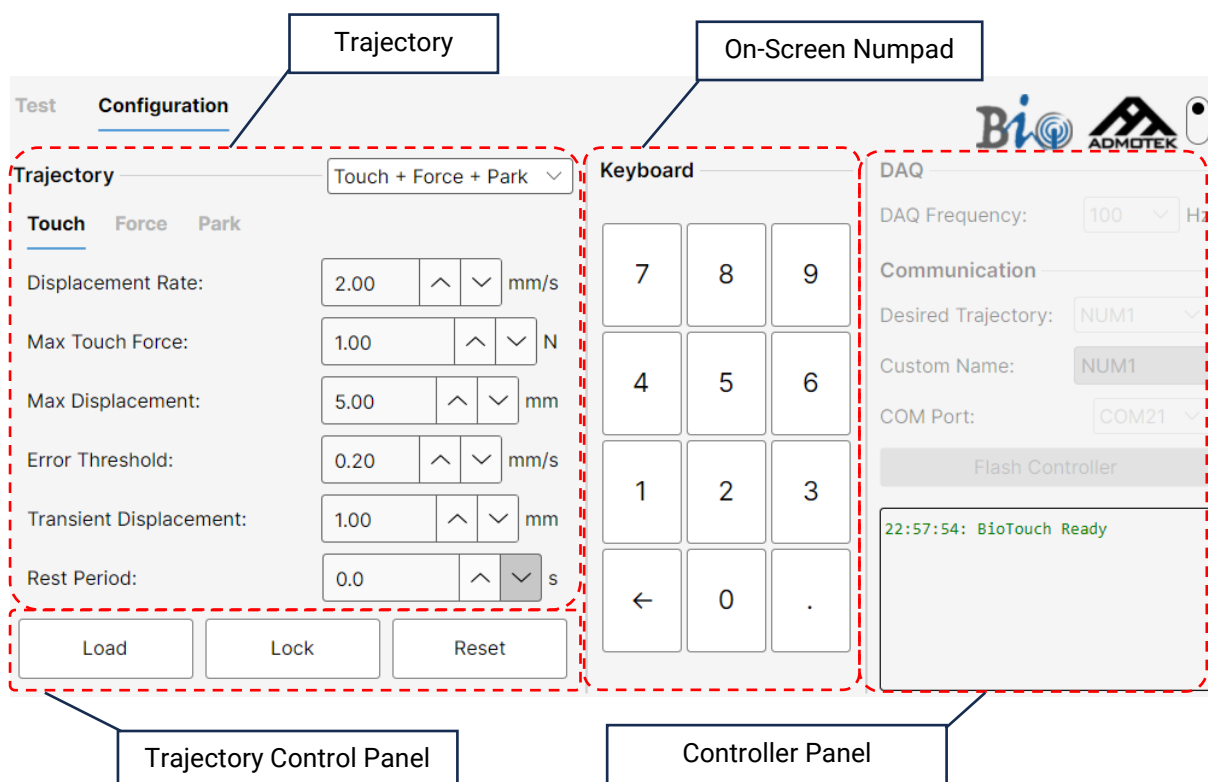 Trajectory
On-Screen Numpad
Test Configuration
Bio
ADMOTEK
Trajectory
Touch + Force + Park
Touch Force Park
Displacement Rate: 2.00 mm/s
Max Touch Force: 1.00 N
Max Displacement: 5.00 mm
Error Threshold: 0.20 mm/s
Transient Displacement: 1.00 mm
Rest Period: 0.0 s
Load Lock Reset
Keyboard
7 8 9
4 5 6
1 2 3
← 0 .
DAQ
DAQ Frequency: 100 Hz
Communication
Desired Trajectory: NUM1
Custom Name: NUM1
COM Port: COM21
Flash Controller
22:57:54: BioTouch Ready
Trajectory Control Panel
Controller Panel